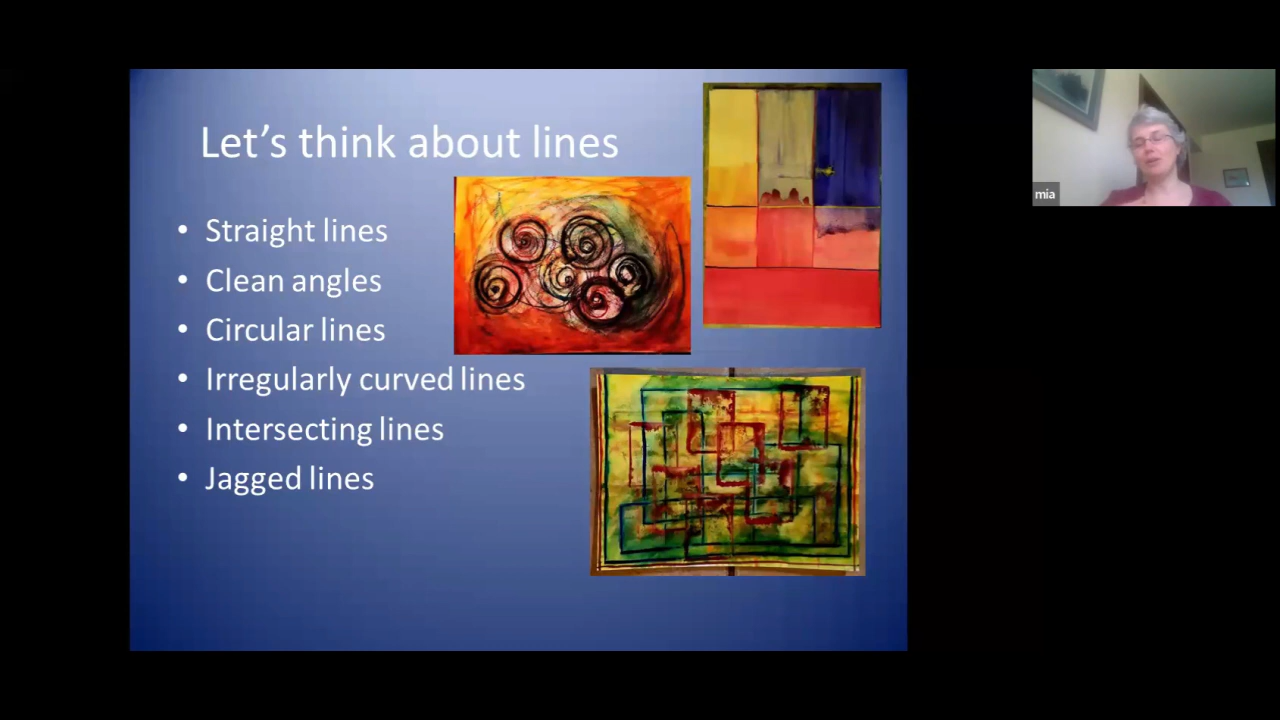 Let's think about lines
• Straight lines
• Clean angles
• Circular lines
• Irregularly curved lines
• Intersecting lines
• Jagged lines
mia